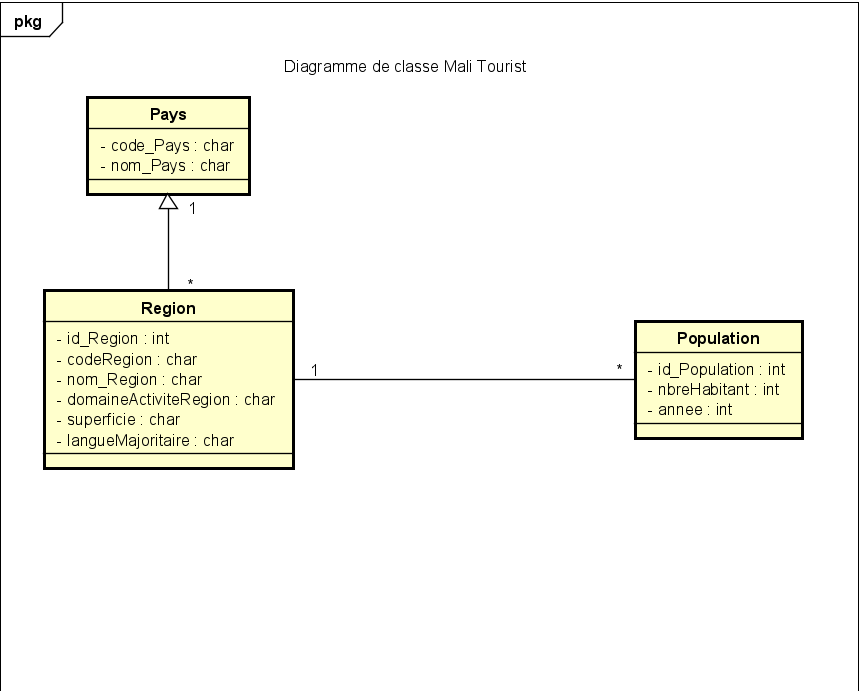 pkg
Diagramme de classe Mali Tourist
Pays
- code_Pays : char
- nom_Pays : char
1
*
Region
- id_Region : int
- codeRegion : char
- nom_Region : char
- domaineActiviteRegion : char
- superficie : char
- langueMajoritaire : char
1
*
Population
- id_Population : int
- nbreHabitant : int
- annee : int